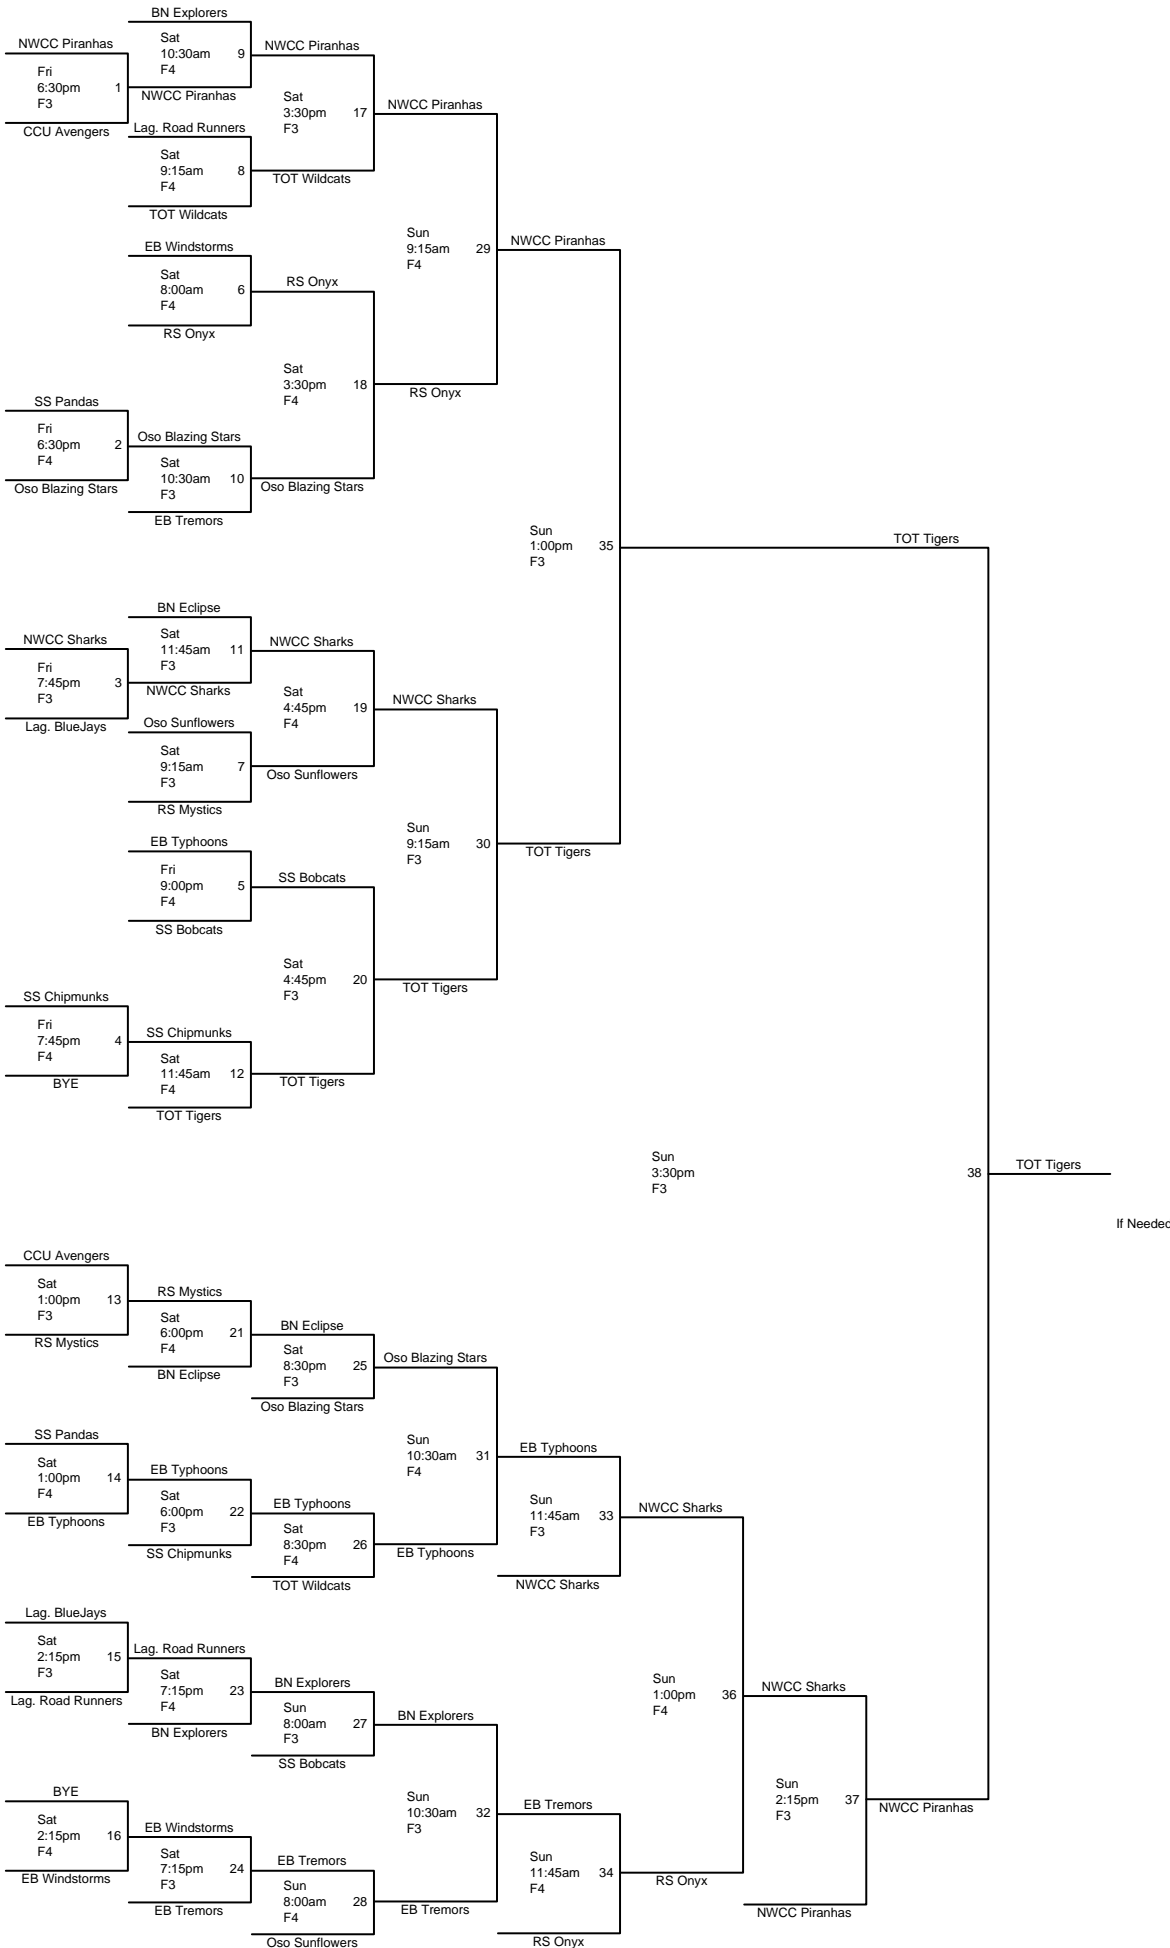 BN Explorers
NWCC Piranhas
Sat
10:30am
F4
9
NWCC Piranhas
Fri
6:30pm
F3
1
NWCC Piranhas
CCU Avengers
Sat
3:30pm
F3
17
NWCC Piranhas
Lag. Road Runners
Sat
9:15am
F4
8
TOT Wildcats
TOT Wildcats
Sun
9:15am
F4
29
NWCC Piranhas
EB Windstorms
Sat
8:00am
F4
6
RS Onyx
RS Onyx
Sat
3:30pm
F4
18
RS Onyx
SS Pandas
Fri
6:30pm
F4
2
Oso Blazing Stars
Oso Blazing Stars
Sat
10:30am
F3
10
Oso Blazing Stars
EB Tremors
Sun
1:00pm
F3
35
TOT Tigers
BN Eclipse
NWCC Sharks
Sat
11:45am
F3
11
NWCC Sharks
Fri
7:45pm
F3
3
NWCC Sharks
Lag. BlueJays
Sat
4:45pm
F4
19
NWCC Sharks
Oso Sunflowers
Sat
9:15am
F3
7
Oso Sunflowers
RS Mystics
Sun
9:15am
F3
30
TOT Tigers
EB Typhoons
Fri
9:00pm
F4
5
SS Bobcats
SS Bobcats
Sat
4:45pm
F3
20
TOT Tigers
SS Chipmunks
Fri
7:45pm
F4
4
SS Chipmunks
BYE
Sat
11:45am
F4
12
TOT Tigers
TOT Tigers
Sun
3:30pm
F3
38
TOT Tigers
If Needed
CCU Avengers
Sat
1:00pm
F3
13
RS Mystics
RS Mystics
Sat
6:00pm
F4
21
BN Eclipse
BN Eclipse
Sat
8:30pm
F3
25
Oso Blazing Stars
Oso Blazing Stars
SS Pandas
Sat
1:00pm
F4
14
EB Typhoons
EB Typhoons
Sun
10:30am
F4
31
EB Typhoons
Sat
6:00pm
F3
22
EB Typhoons
SS Chipmunks
Sat
8:30pm
F4
26
EB Typhoons
TOT Wildcats
Sun
11:45am
F3
33
NWCC Sharks
NWCC Sharks
Lag. BlueJays
Sat
2:15pm
F3
15
Lag. Road Runners
Lag. Road Runners
Sat
7:15pm
F4
23
BN Explorers
BN Explorers
Sun
8:00am
F3
27
BN Explorers
SS Bobcats
Sun
1:00pm
F4
36
NWCC Sharks
BYE
Sat
2:15pm
F4
16
EB Windstorms
EB Windstorms
Sat
7:15pm
F3
24
EB Tremors
EB Tremors
Sun
8:00am
F4
28
EB Tremors
Oso Sunflowers
Sun
10:30am
F3
32
EB Tremors
Sun
11:45am
F4
34
RS Onyx
RS Onyx
Sun
2:15pm
F3
37
NWCC Piranhas
NWCC Piranhas